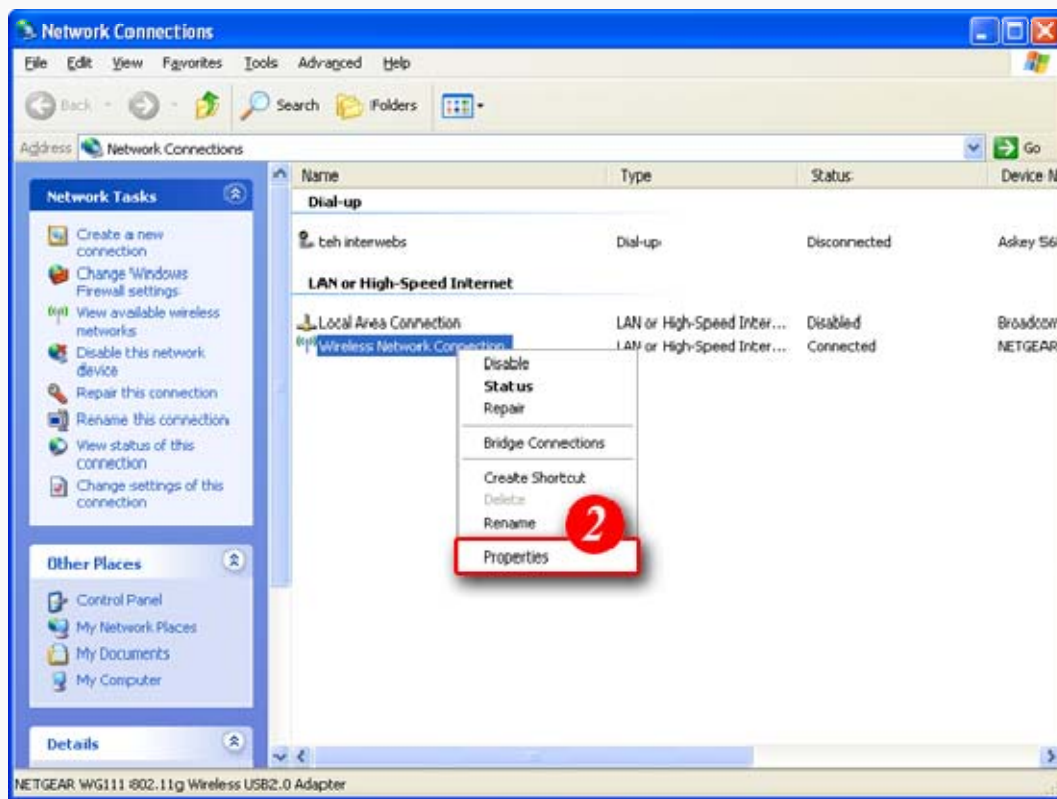 Network Connections
File Edit View Favorites Tools Advanced Help
Back Search Folders
Address Network Connections Go
Network Tasks
Create a new
connection
Change Windows
Firewall settings
View available wireless
networks
Disable this network
device
Repair this connection
Rename this connection
View status of this
connection
Change settings of this
connection
Other Places
Control Panel
My Network Places
My Documents
My Computer
Details
Name Type Status Device N
Dial-up
teh interwebs Dial-up Disconnected Askey 56
LAN or High-Speed Internet
Local Area Connection LAN or High-Speed Inter... Disabled Broadcom
Wireless Network Connection LAN or High-Speed Inter... Connected NETGEAR
Disable
Status
Repair
Bridge Connections
Create Shortcut
Delete
Rename
2
Properties
NETGEAR WG111 802.11g Wireless USB2.0 Adapter